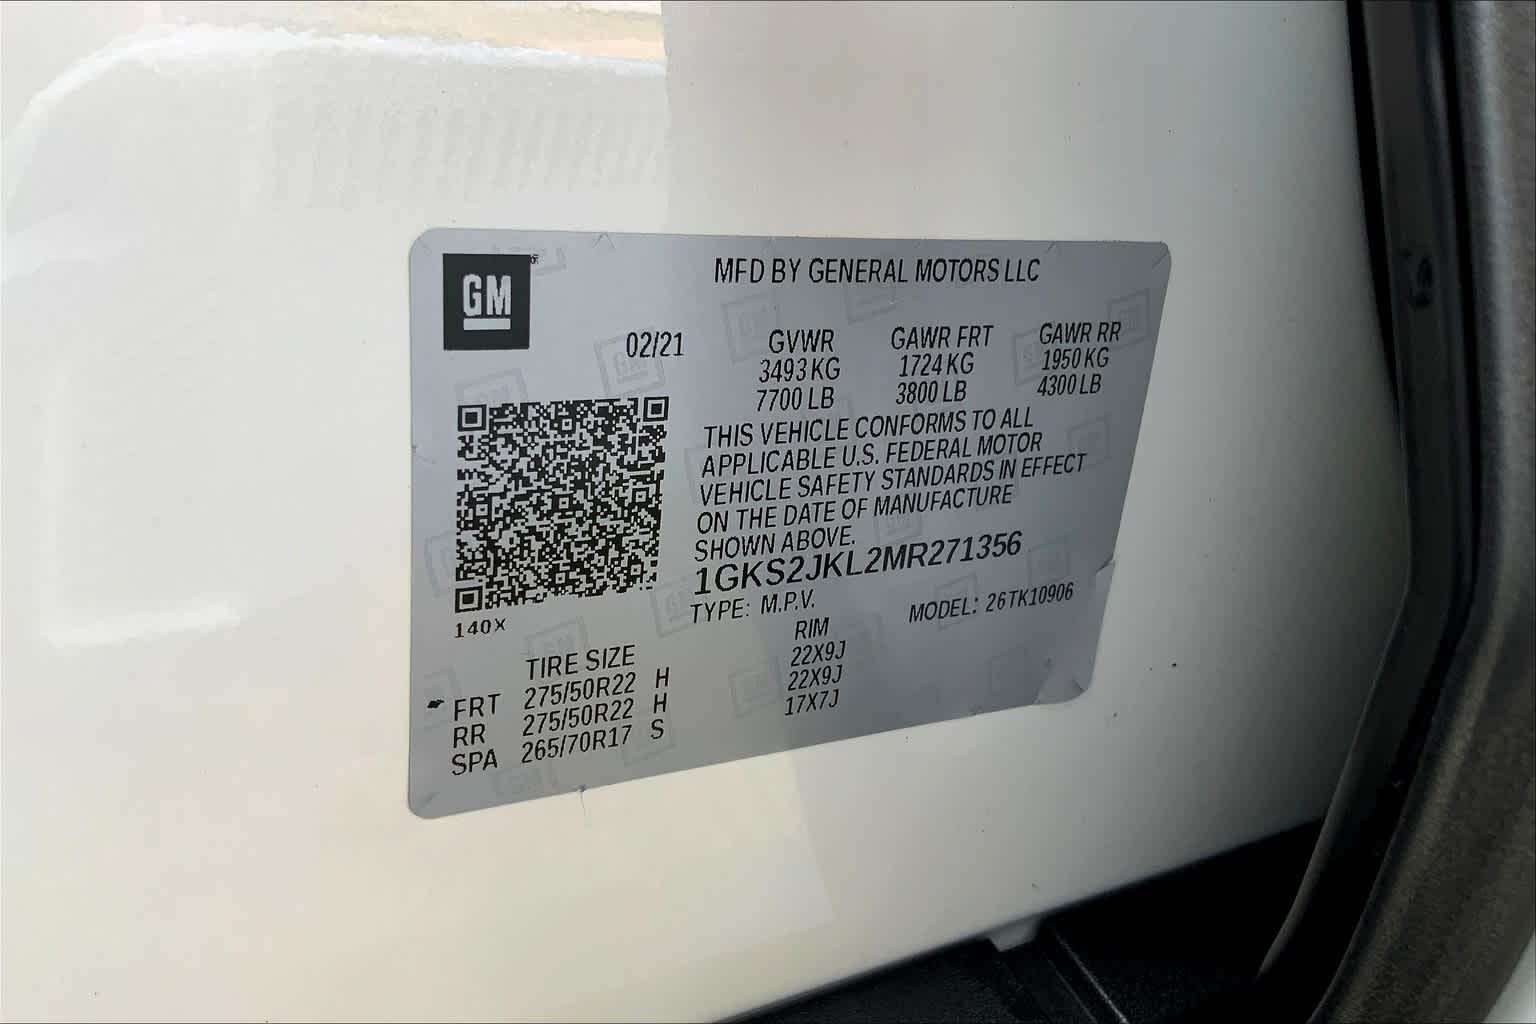 GM
MFD BY GENERAL MOTORS LLC
02/21
GVWR GAWR FRT GAWR RR
3493 KG 1724 KG 1950 KG
7700 LB 3800 LB 4300 LB
THIS VEHICLE CONFORMS TO ALL
APPLICABLE U.S. FEDERAL MOTOR
VEHICLE SAFETY STANDARDS IN EFFECT
ON THE DATE OF MANUFACTURE
SHOWN ABOVE.
1GKS2JKL2MR271356
TYPE: M.P.V. MODEL: 26TK10906
140X
TIRE SIZE RIM
FRT 275/50R22 H 22X9J
RR 275/50R22 H 22X9J
SPA 265/70R17 S 17X7J